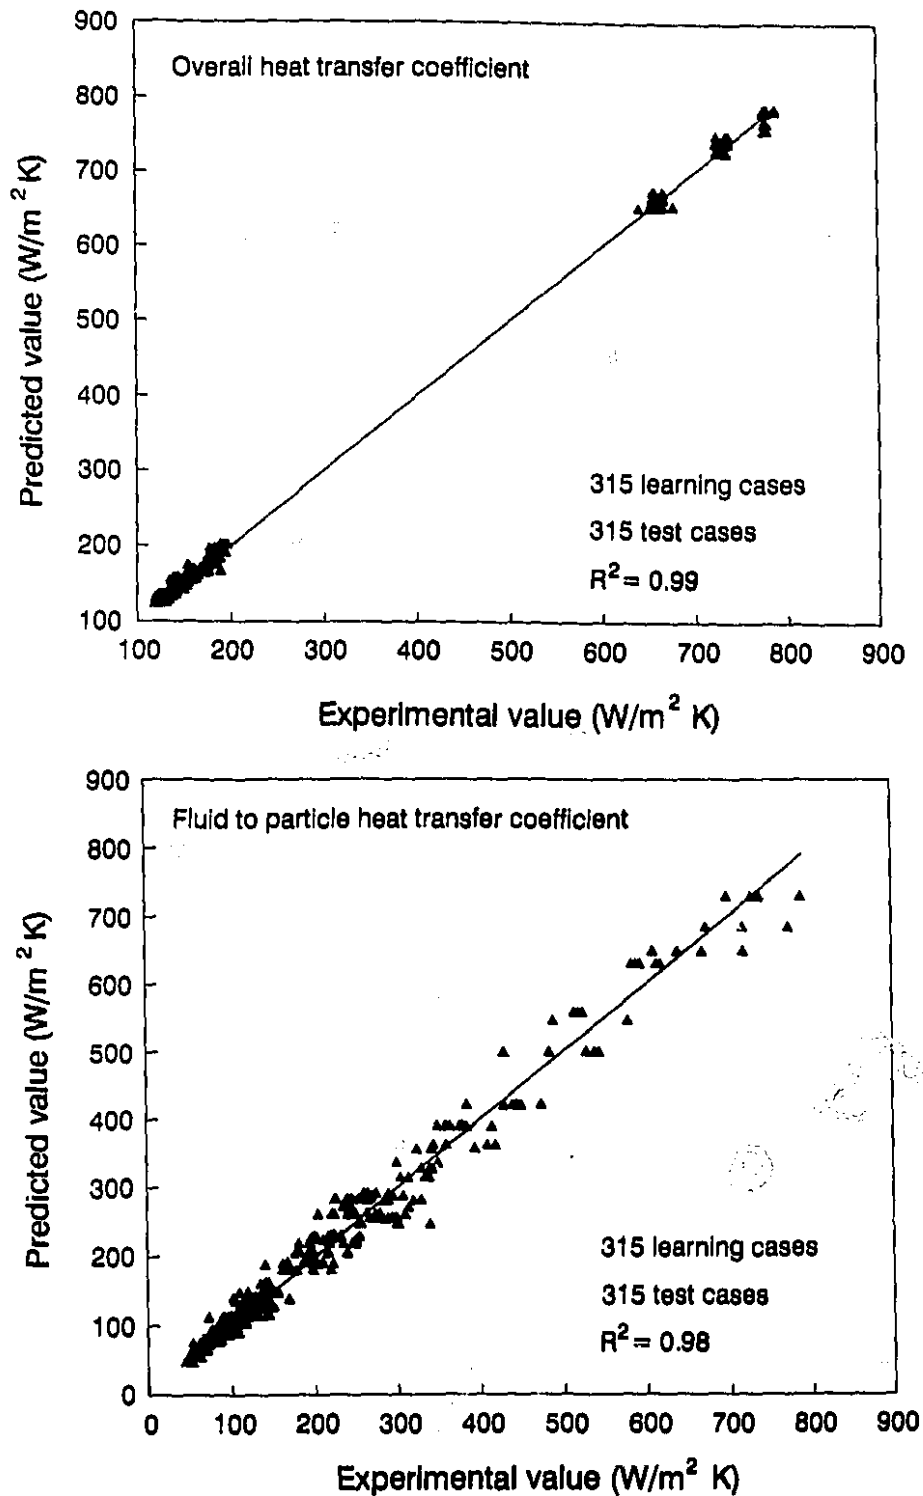 Overall heat transfer coefficient
Predicted value (W/m² K)
900
800
700
600
500
400
300
200
100
315 learning cases
315 test cases
R² = 0.99
100 200 300 400 500 600 700 800 900
Experimental value (W/m² K)
Fluid to particle heat transfer coefficient
Predicted value (W/m² K)
900
800
700
600
500
400
300
200
100
0
315 learning cases
315 test cases
R² = 0.98
0 100 200 300 400 500 600 700 800 900
Experimental value (W/m² K)